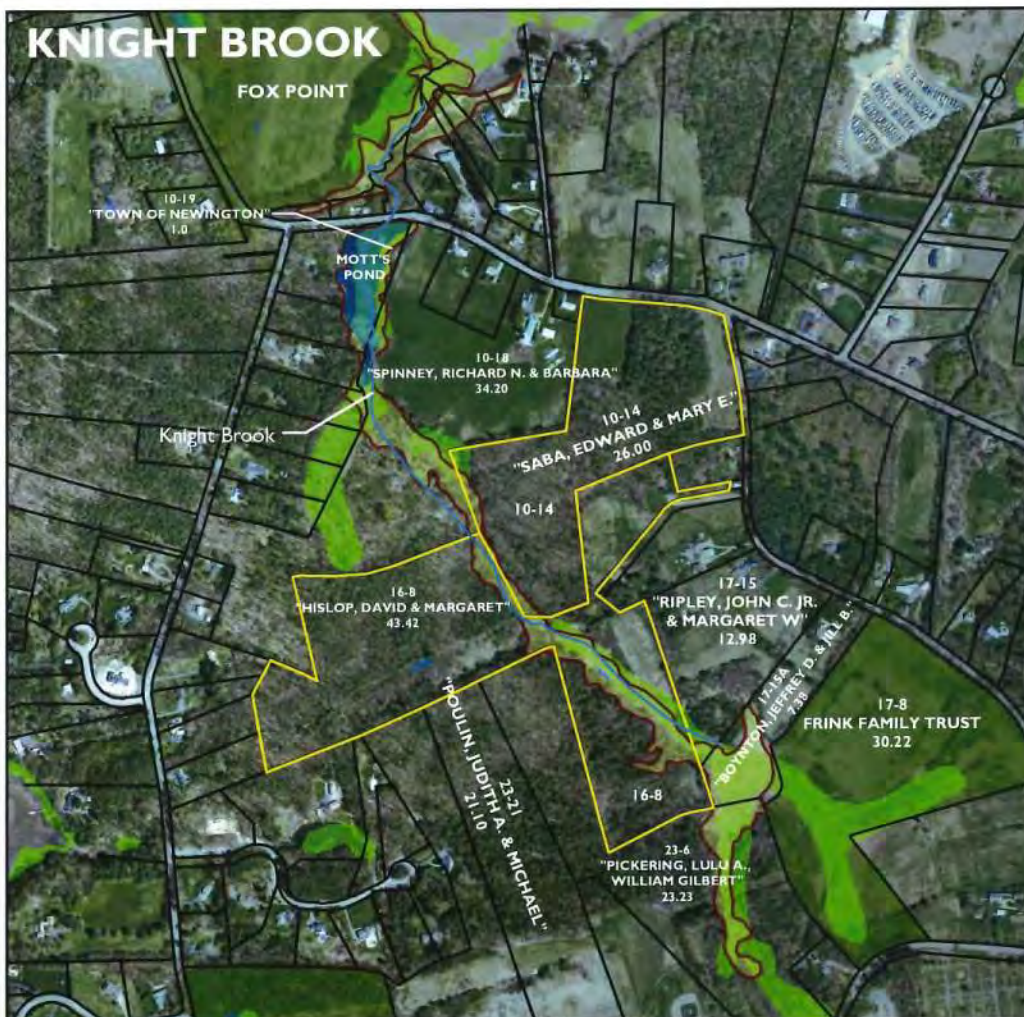 KNIGHT BROOK
FOX POINT
10-19
"TOWN OF NEWINGTON"
1.0
MOTT'S
POND
10-18
"SPINNEY, RICHARD N. & BARBARA"
34.20
Knight Brook
10-14
"SABA, EDWARD & MARY E."
26.00
10-14
16-8
"HISLOP, DAVID & MARGARET"
43.42
17-15
"RIPLEY, JOHN C. JR.
& MARGARET W"
12.98
17-15A
"BOYNTON, JEFFREY D. & JILL B."
7.38
17-8
FRINK FAMILY TRUST
30.22
"POULIN, JUDITH A. & MICHAEL"
23-21
21.10
16-8
23-6
"PICKERING, LULU A.,
WILLIAM GILBERT"
23.23